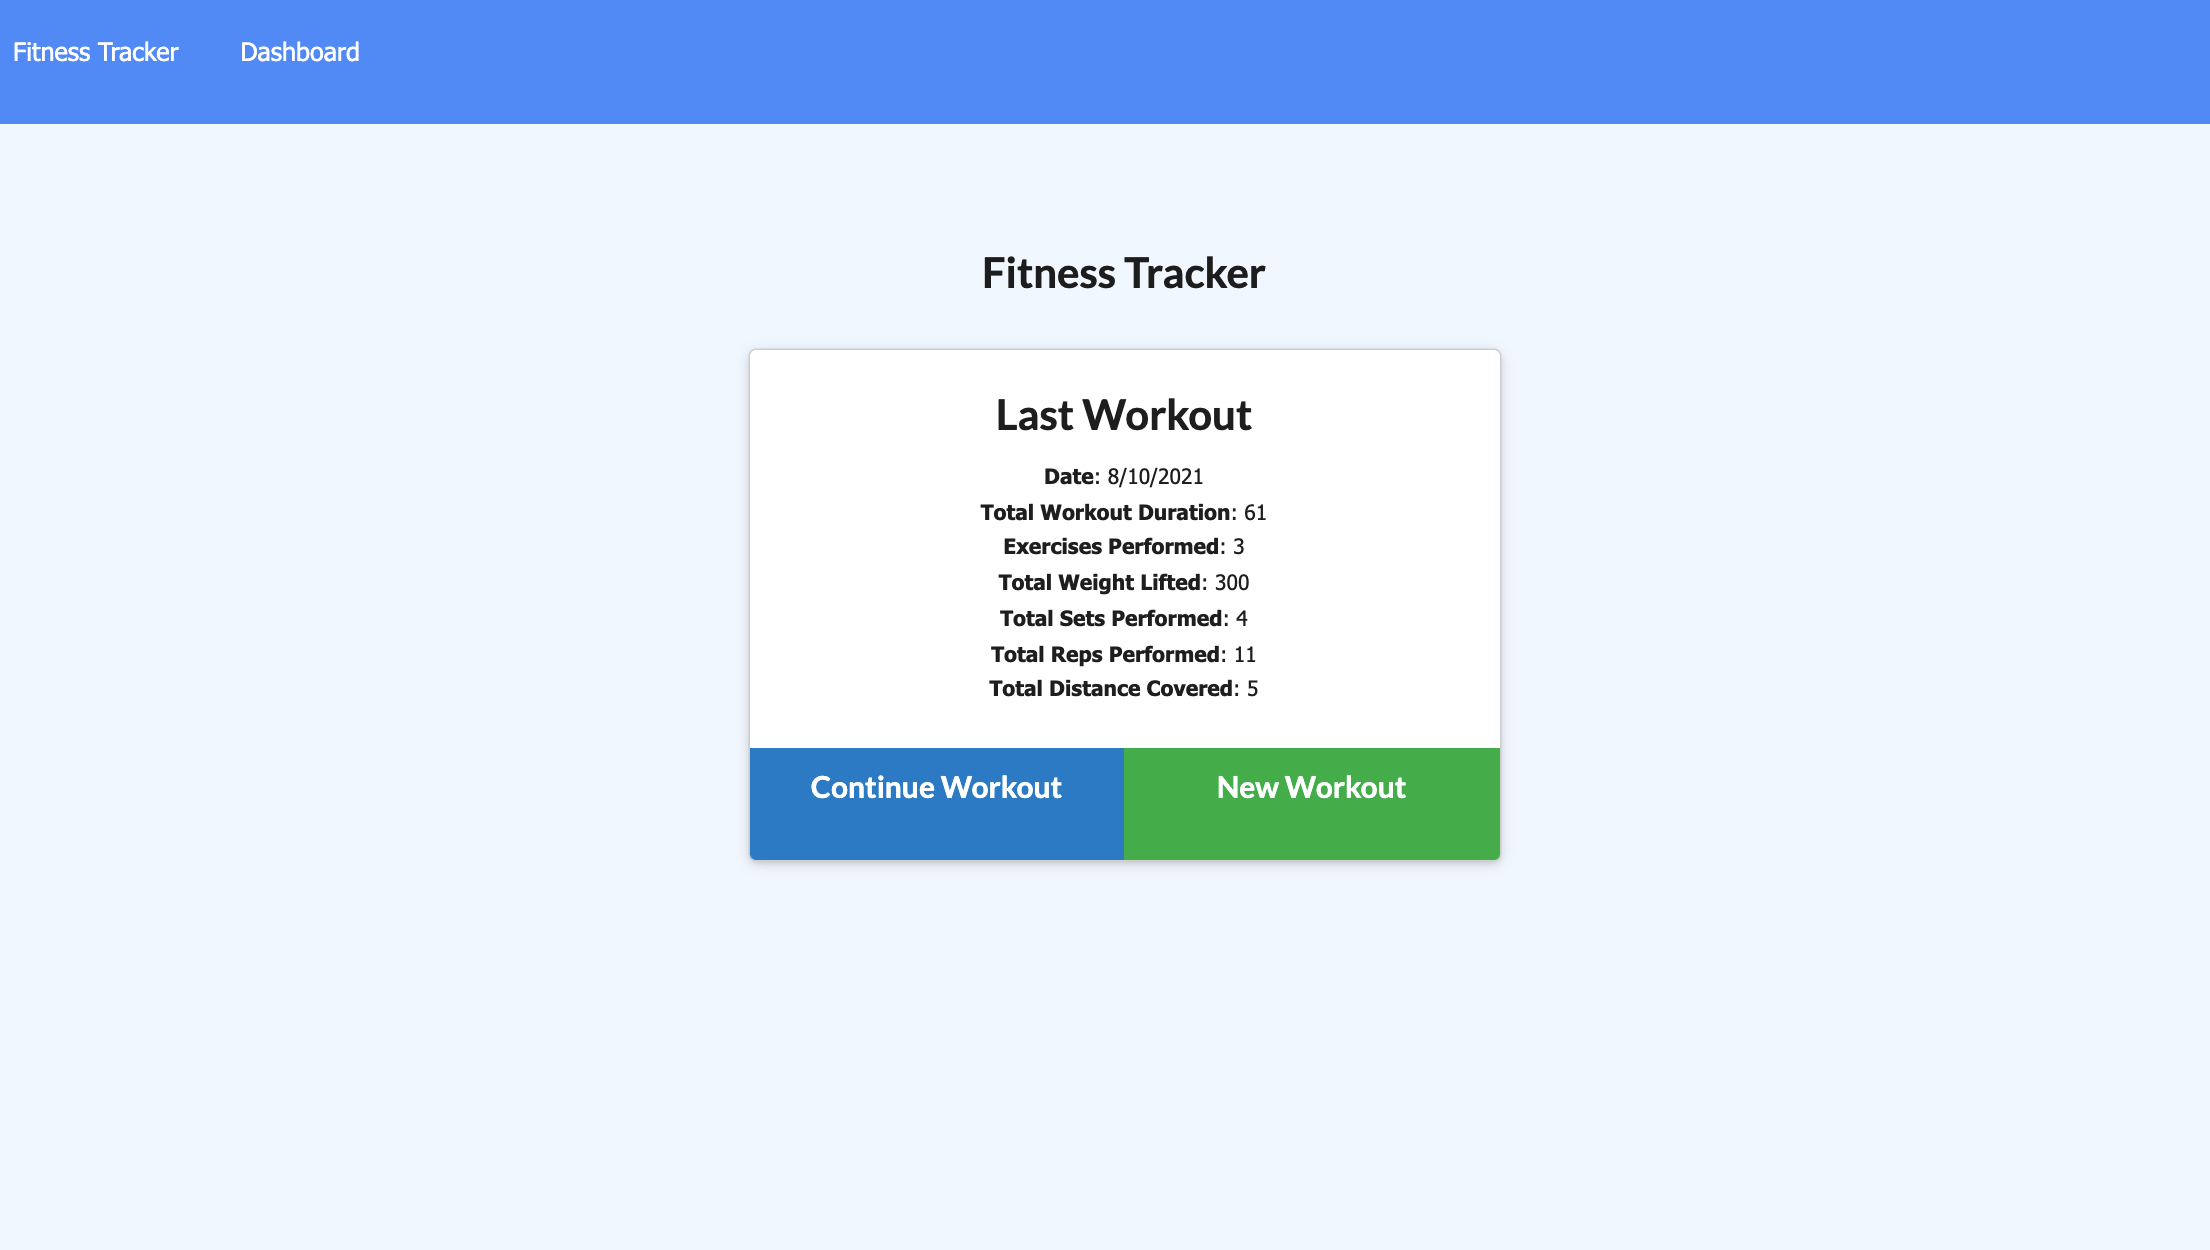 Fitness Tracker Dashboard
Fitness Tracker
Last Workout
Date: 8/10/2021
Total Workout Duration: 61
Exercises Performed: 3
Total Weight Lifted: 300
Total Sets Performed: 4
Total Reps Performed: 11
Total Distance Covered: 5
Continue Workout New Workout